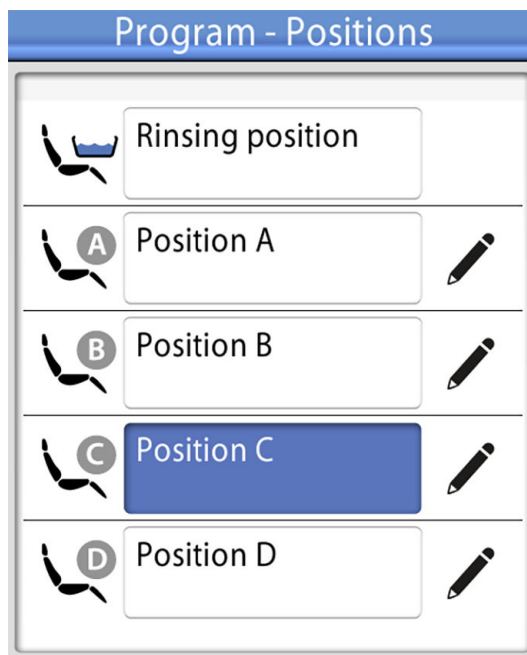 Program - Positions
Rinsing position
A Position A
B Position B
C Position C
D Position D